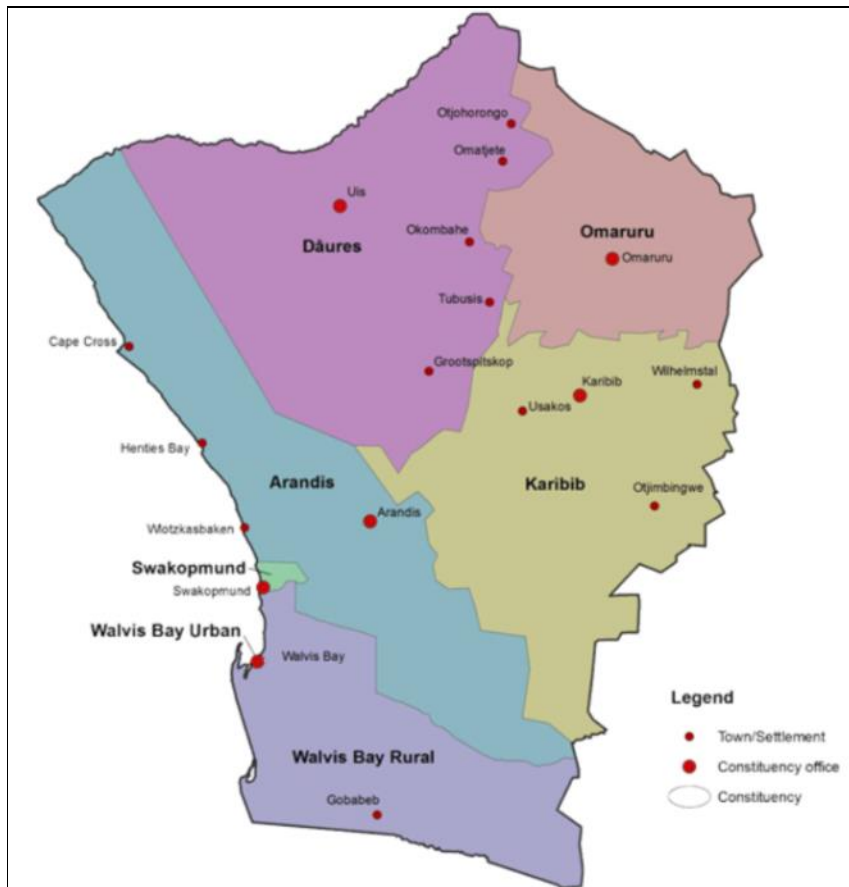 Otjohorongo
Omatjete
Uis
Dâures
Okombahe
Omaruru
Omaruru
Tubusis
Cape Cross
Grootspitskop
Karibib
Wilhelmstal
Usakos
Henties Bay
Arandis
Karibib
Otjimbingwe
Arandis
Wlotzkasbaken
Swakopmund
Swakopmund
Walvis Bay Urban
Walvis Bay
Legend
Town/Settlement
Walvis Bay Rural
Constituency office
Gobabeb
Constituency